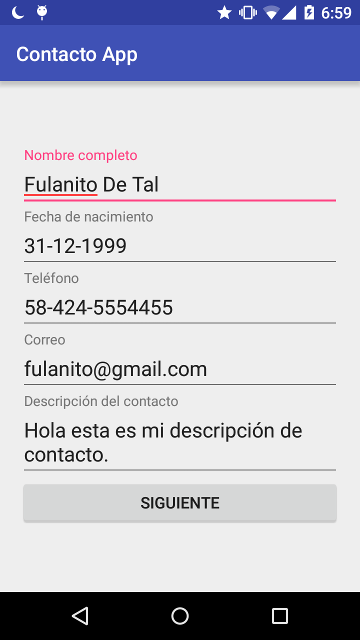 6:59
Contacto App
Nombre completo
Fulanito De Tal
Fecha de nacimiento
31-12-1999
Teléfono
58-424-5554455
Correo
fulanito@gmail.com
Descripción del contacto
Hola esta es mi descripción de
contacto.
SIGUIENTE